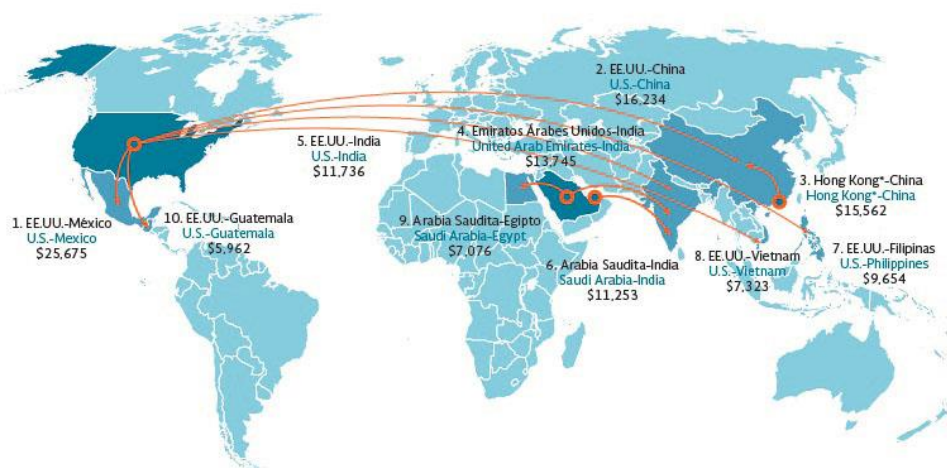 2. EE.UU.-China
U.S.-China
$16,234
4. Emiratos Árabes Unidos-India
United Arab Emirates-India
$13,745
5. EE.UU.-India
U.S.-India
$11,736
3. Hong Kong*-China
Hong Kong*-China
$15,562
1. EE.UU.-México
U.S.-Mexico
$25,675
10. EE.UU.-Guatemala
U.S.-Guatemala
$5,962
9. Arabia Saudita-Egipto
Saudi Arabia-Egypt
$7,076
6. Arabia Saudita-India
Saudi Arabia-India
$11,253
8. EE.UU.-Vietnam
U.S.-Vietnam
$7,323
7. EE.UU.-Filipinas
U.S.-Philippines
$9,654